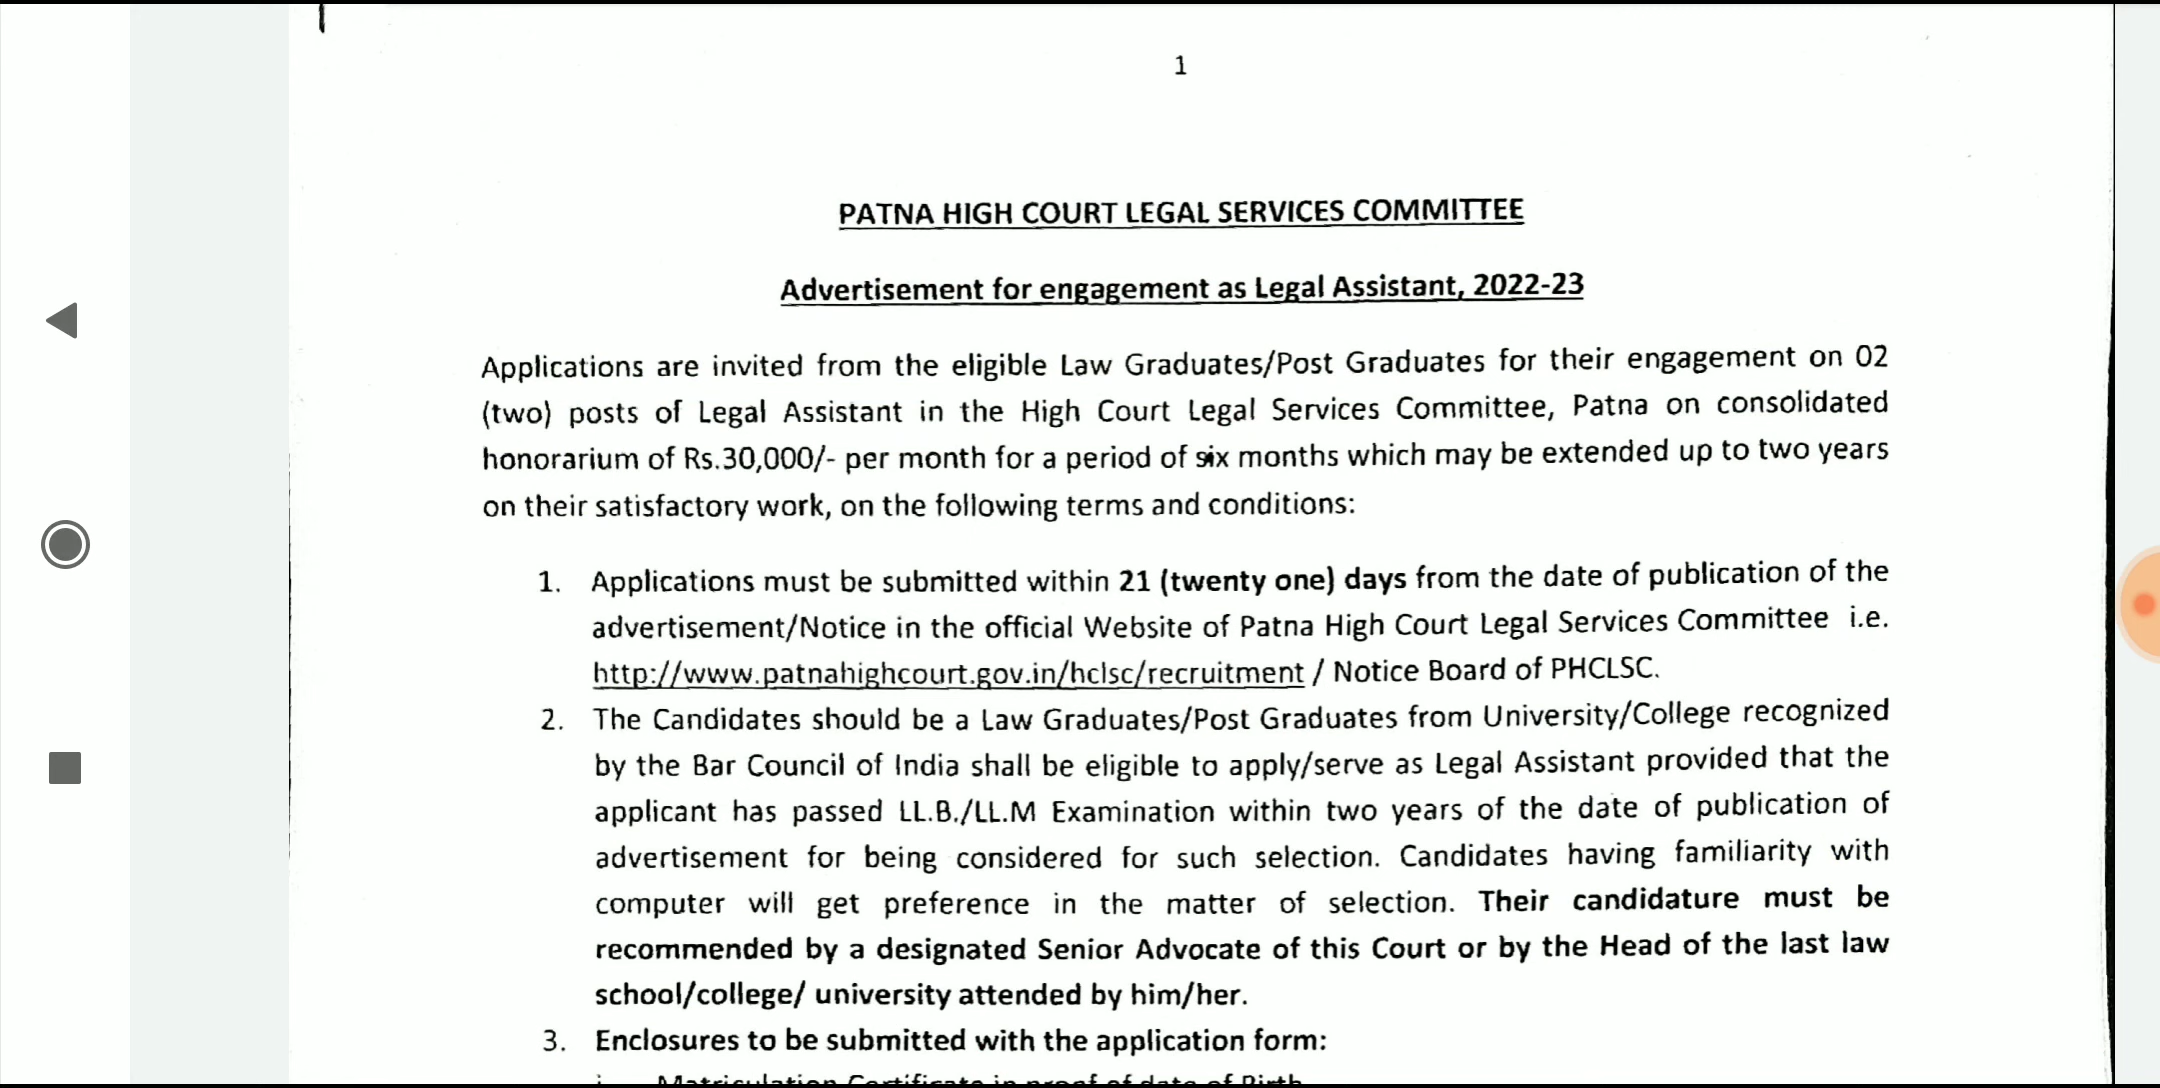 1
PATNA HIGH COURT LEGAL SERVICES COMMITTEE
Advertisement for engagement as Legal Assistant, 2022-23
Applications are invited from the eligible Law Graduates/Post Graduates for their engagement on 02
(two) posts of Legal Assistant in the High Court Legal Services Committee, Patna on consolidated
honorarium of Rs.30,000/- per month for a period of six months which may be extended up to two years
on their satisfactory work, on the following terms and conditions:
1. Applications must be submitted within 21 (twenty one) days from the date of publication of the
advertisement/Notice in the official Website of Patna High Court Legal Services Committee i.e.
http://www.patnahighcourt.gov.in/hclsc/recruitment / Notice Board of PHCLSC.
2. The Candidates should be a Law Graduates/Post Graduates from University/College recognized
by the Bar Council of India shall be eligible to apply/serve as Legal Assistant provided that the
applicant has passed LL.B./LL.M Examination within two years of the date of publication of
advertisement for being considered for such selection. Candidates having familiarity with
computer will get preference in the matter of selection. Their candidature must be
recommended by a designated Senior Advocate of this Court or by the Head of the last law
school/college/ university attended by him/her.
3. Enclosures to be submitted with the application form:
i. Matriculation Certificate in proof of date of Birth